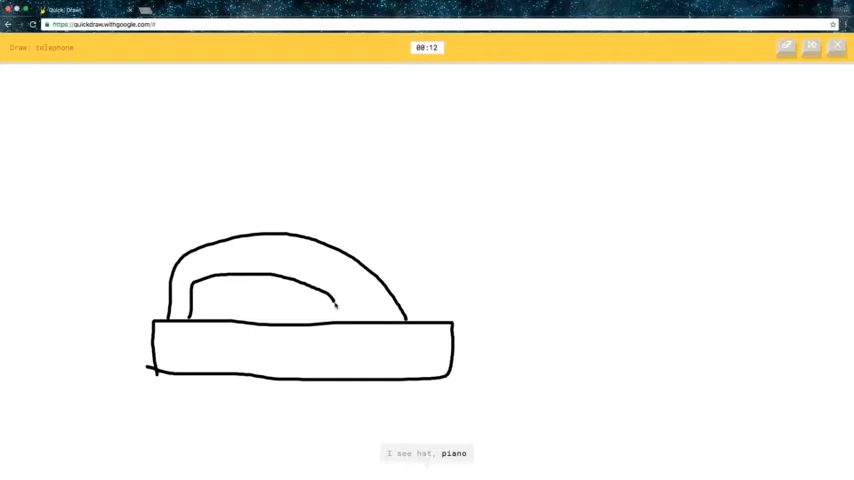 Quick, Draw!
https://quickdraw.withgoogle.com/#
Draw: telephone
00:12
I see hat, piano